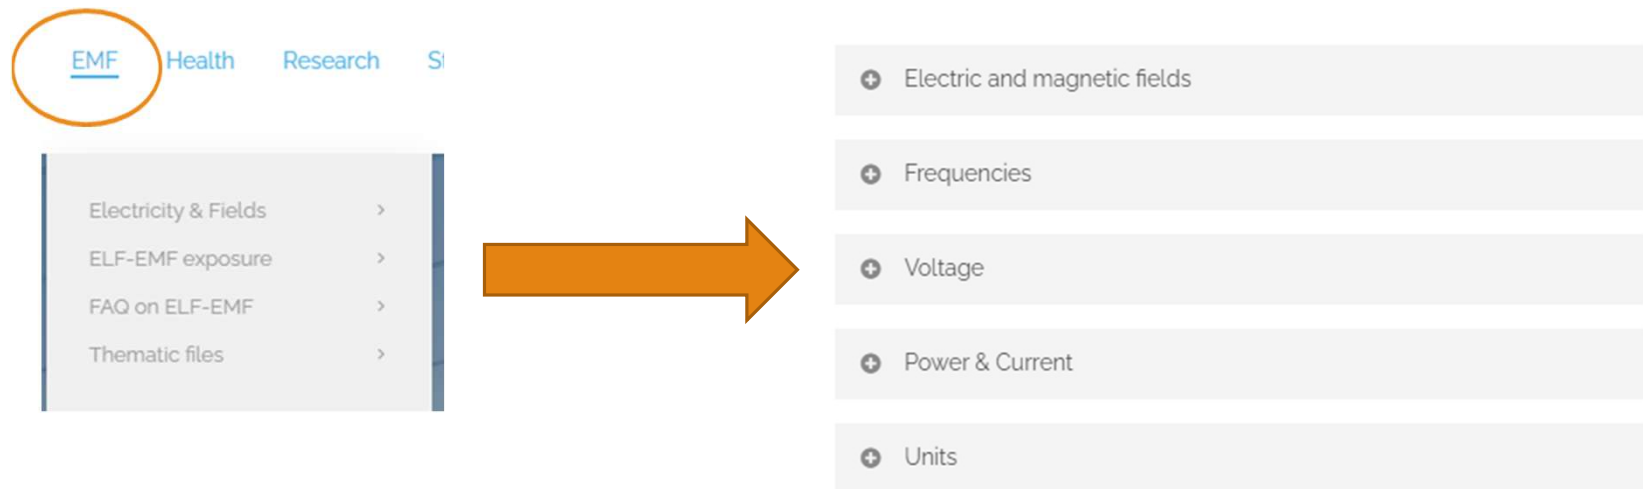 EMF Health Research
Electricity & Fields
ELF-EMF exposure
FAQ on ELF-EMF
Thematic files
Electric and magnetic fields
Frequencies
Voltage
Power & Current
Units